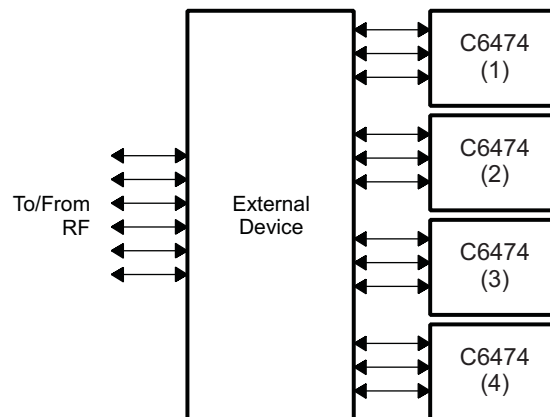 To/From
RF
External
Device
C6474
(1)
C6474
(2)
C6474
(3)
C6474
(4)